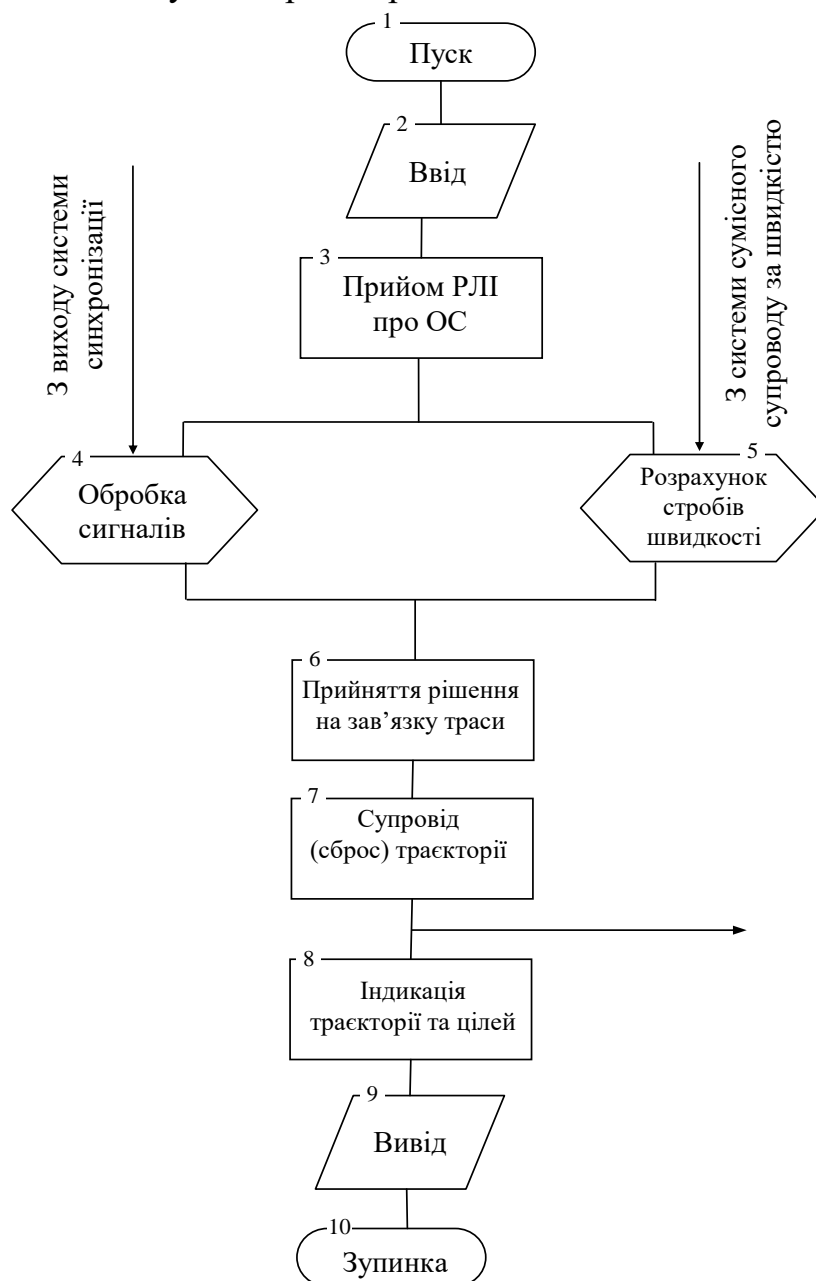 1
Пуск
2
Ввід
З виходу системи
синхронізації
З системи сумісного
супроводу за швидкістю
3
Прийом РЛІ
про ОС
4
Обробка
сигналів
5
Розрахунок
стробів
швидкості
6
Прийняття рішення
на зав’язку траси
7
Супровід
(сброс) траєкторії
8
Індикація
траєкторії та цілей
9
Вивід
10
Зупинка